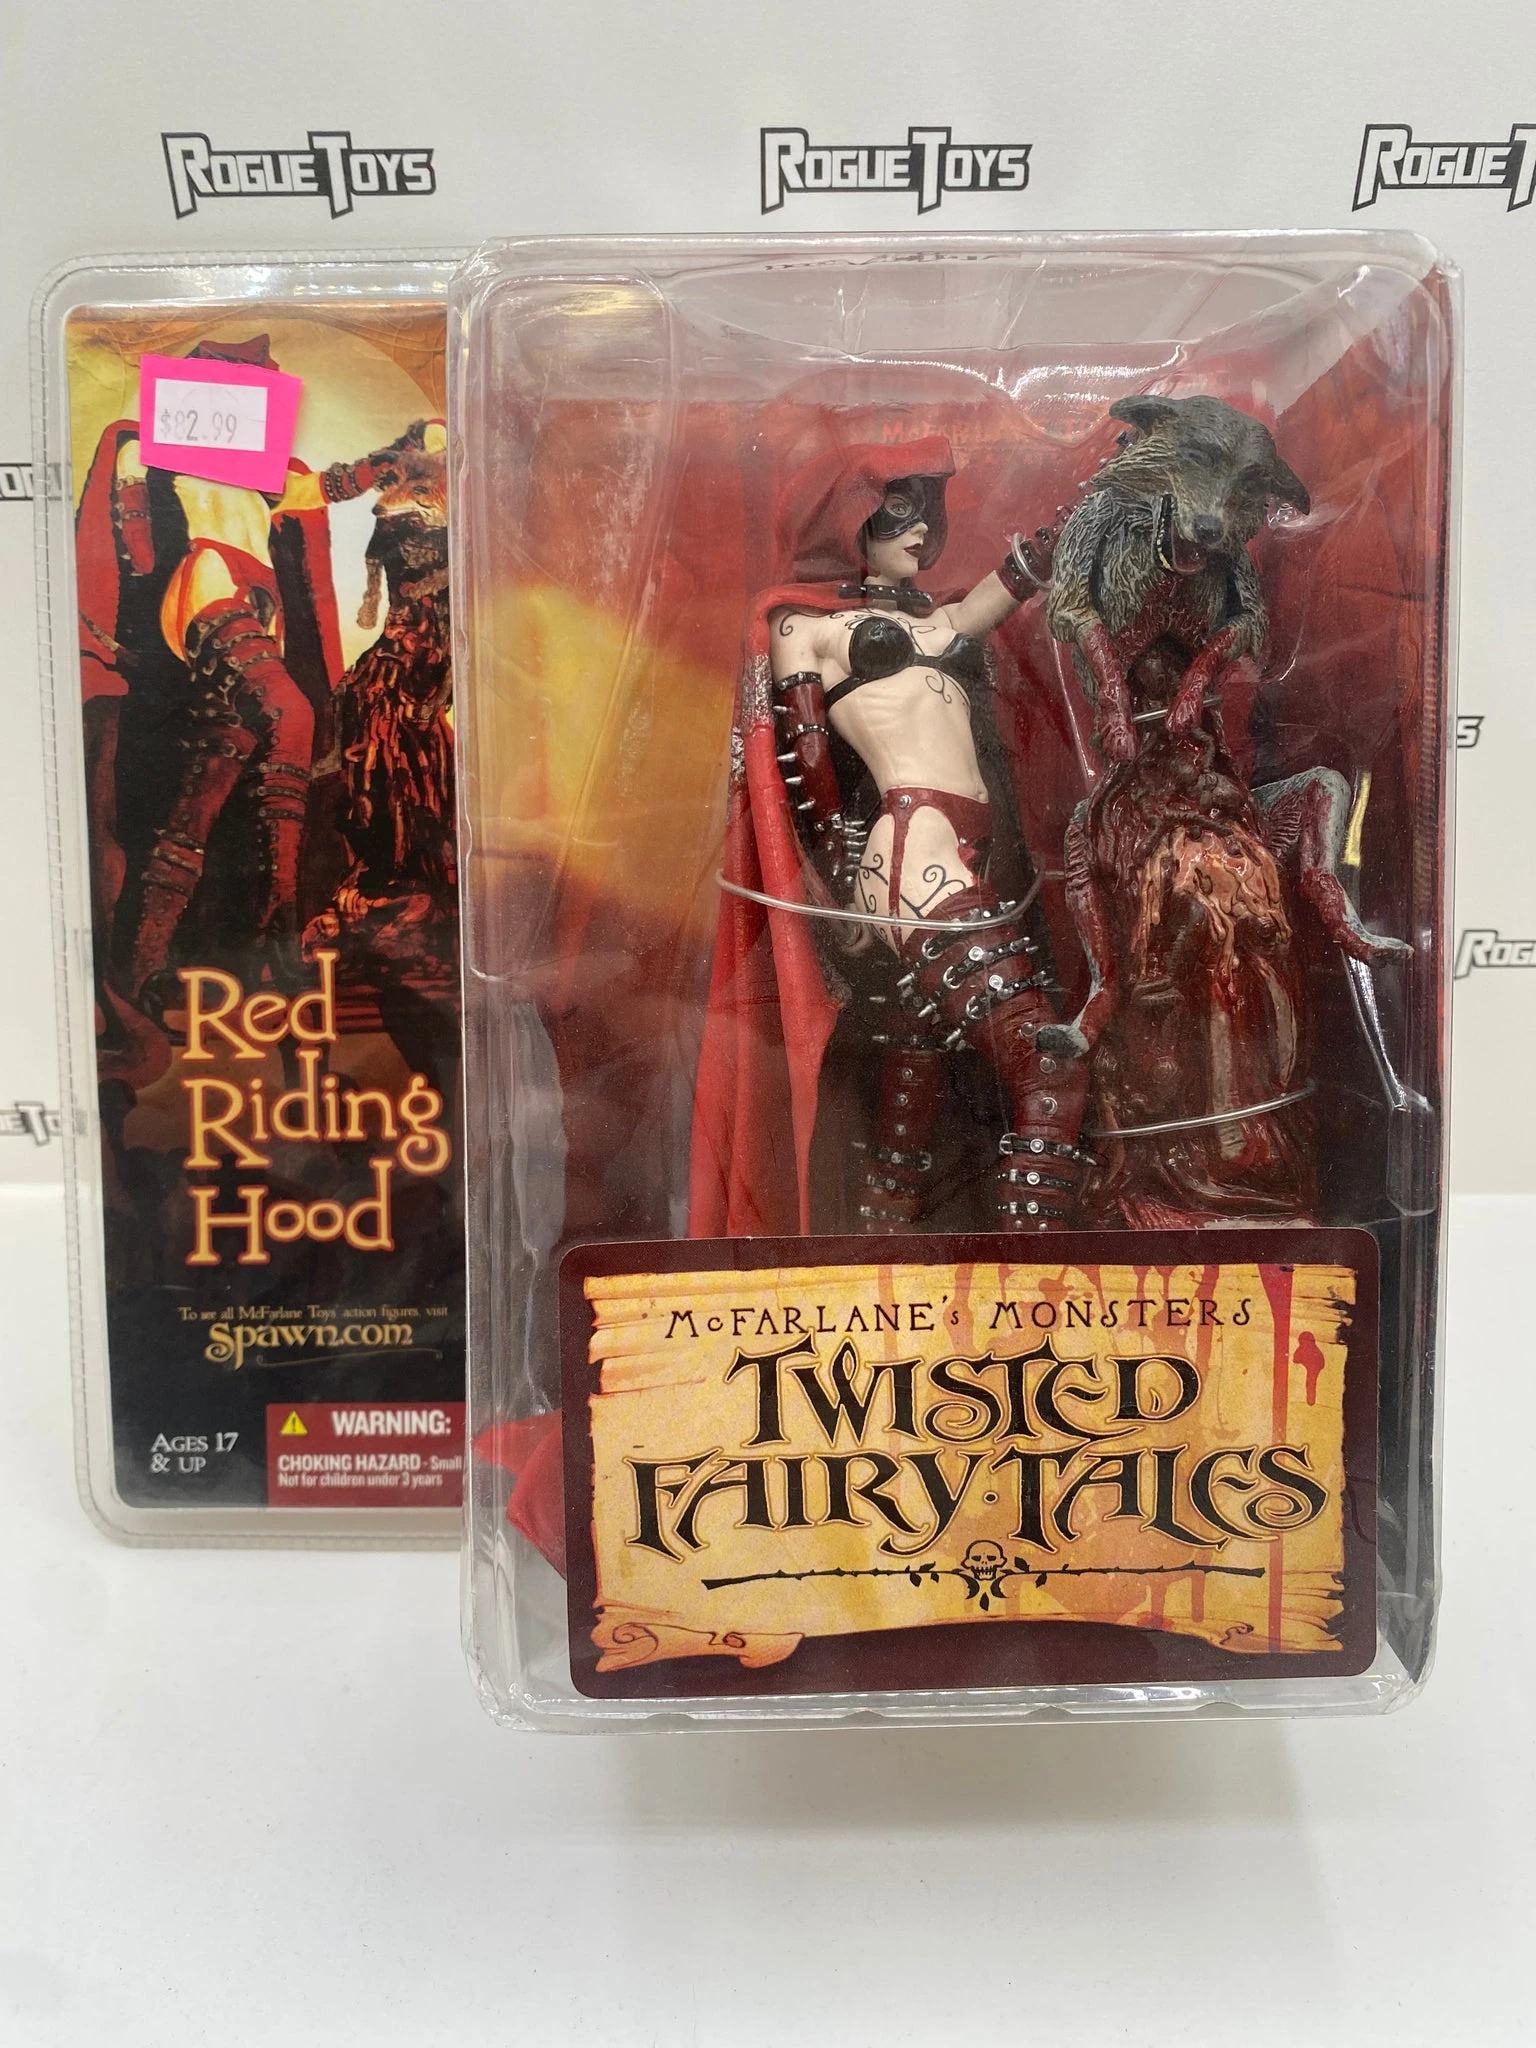 ROGUE TOYS
ROGUE TOYS
ROGUE T
$82.99
McFARLANE T
Red
Riding
Hood
To see all McFarlane Toys action figures, visit
Spawn.com
AGES 17
& UP
WARNING:
CHOKING HAZARD - Small
Not for children under 3 years
McFARLANE'S MONSTERS
TWISTED
FAIRY·TALES